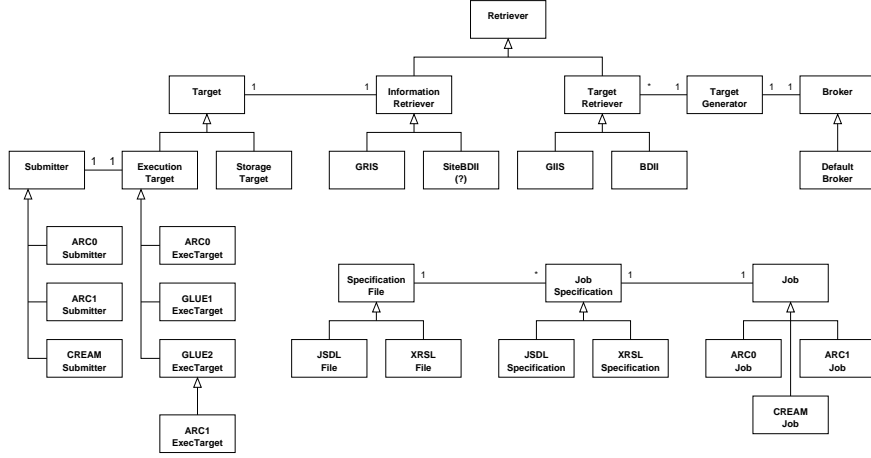 Retriever
Target
1
1
Information
Retriever
Target
Retriever
*
1
Target
Generator
1
1
Broker
Submitter
1
1
Execution
Target
Storage
Target
GRIS
SiteBDII
(?)
GIIS
BDII
Default
Broker
ARC0
Submitter
ARC0
ExecTarget
ARC1
Submitter
GLUE1
ExecTarget
CREAM
Submitter
GLUE2
ExecTarget
ARC1
ExecTarget
Specification
File
1
*
Job
Specification
1
1
Job
JSDL
File
XRSL
File
JSDL
Specification
XRSL
Specification
ARC0
Job
ARC1
Job
CREAM
Job